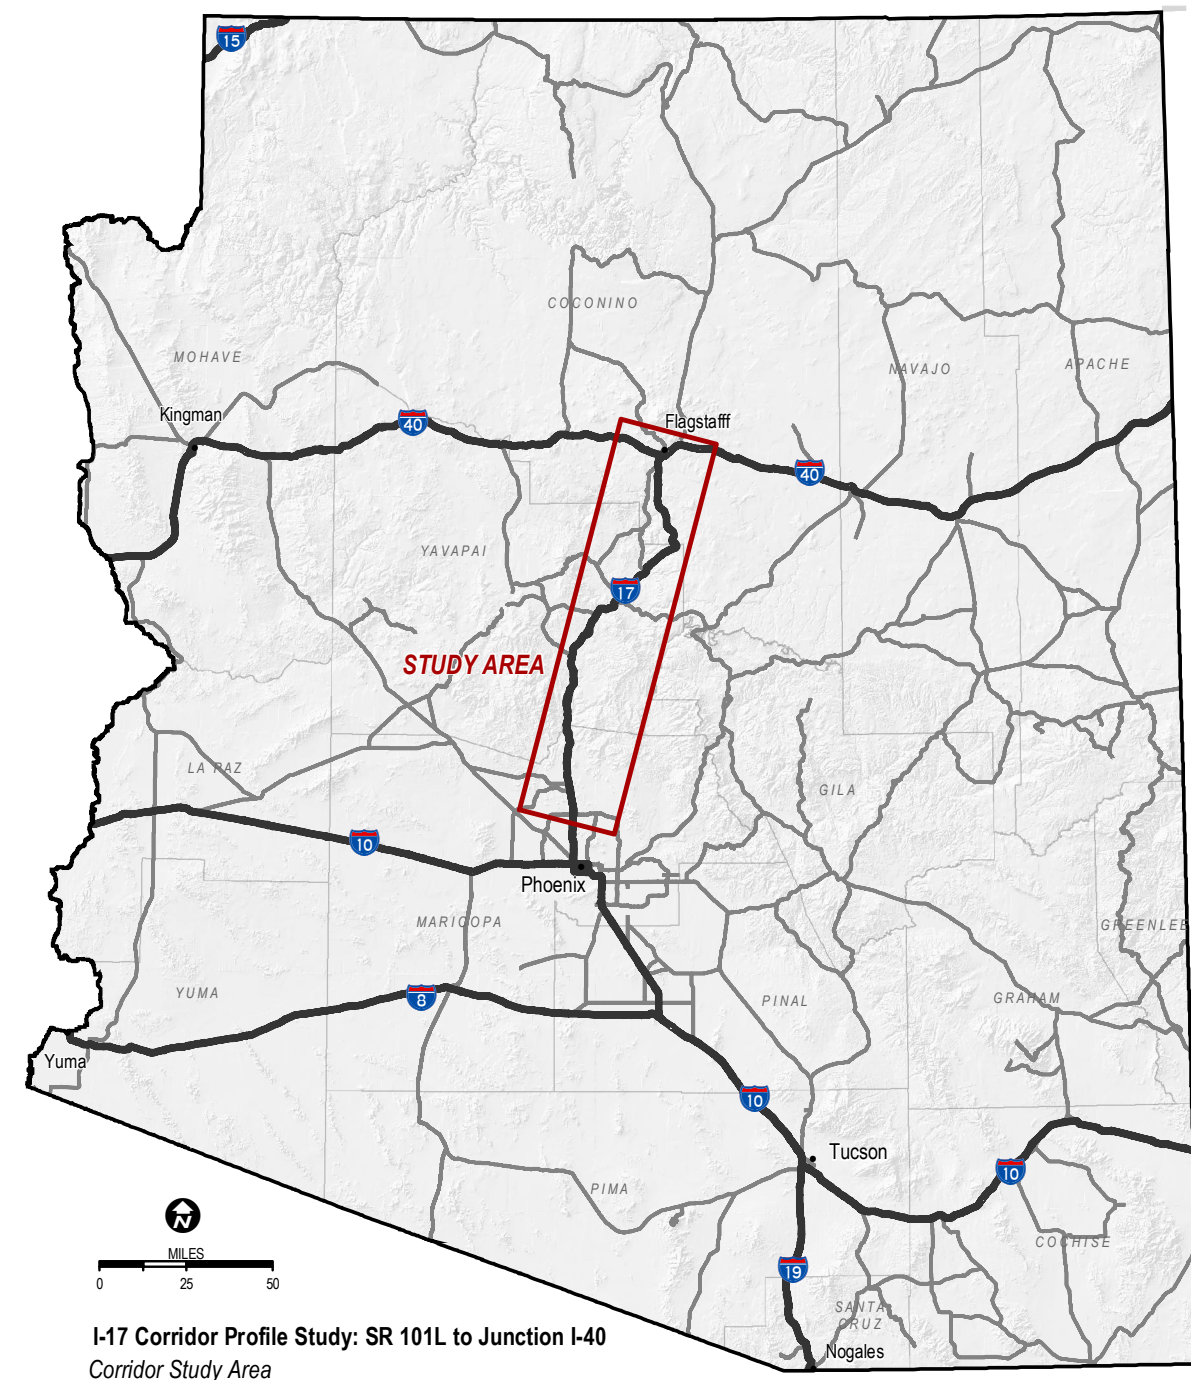 15
COCONINO
MOHAVE
NAVAJO
APACHE
Kingman
40
Flagstafff
40
YAVAPAI
17
STUDY AREA
LA PAZ
GILA
10
Phoenix
MARICOPA
GREENLEE
YUMA
8
PINAL
GRAHAM
Yuma
10
Tucson
10
PIMA
N
COCHISE
MILES
0 25 50
19
SANTA
CRUZ
I-17 Corridor Profile Study: SR 101L to Junction I-40
Nogales
Corridor Study Area